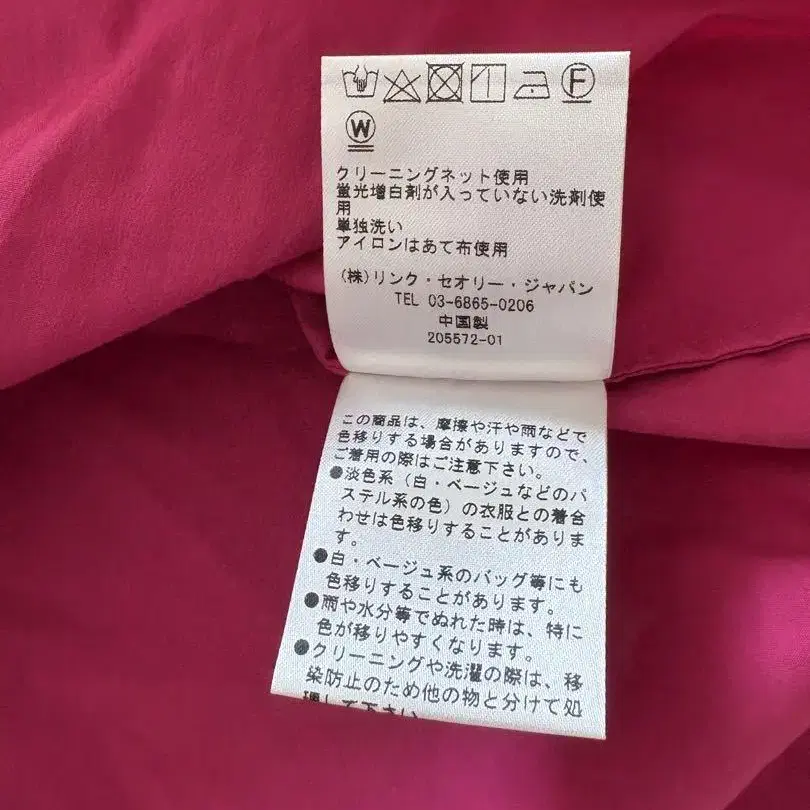 F
W
クリーニングネット使用
蛍光増白剤が入っていない洗剤使
用
単独洗い
アイロンはあて布使用
(株)リンク・セオリー・ジャパン
TEL 03-6865-0206
中国製
205572-01
この商品は、摩擦や汗や雨などで
色移りする場合がありますので、
ご着用の際はご注意下さい。
●淡色系(白・ベージュなどのパ
ステル系の色)の衣服との着合
わせは色移りすることがありま
す。
●白・ベージュ系のバッグ等にも
色移りすることがあります。
●雨や水分等でぬれた時は、特に
色が移りやすくなります。
●クリーニングや洗濯の際は、移
染防止のため他の物と分けて処
理して下さい